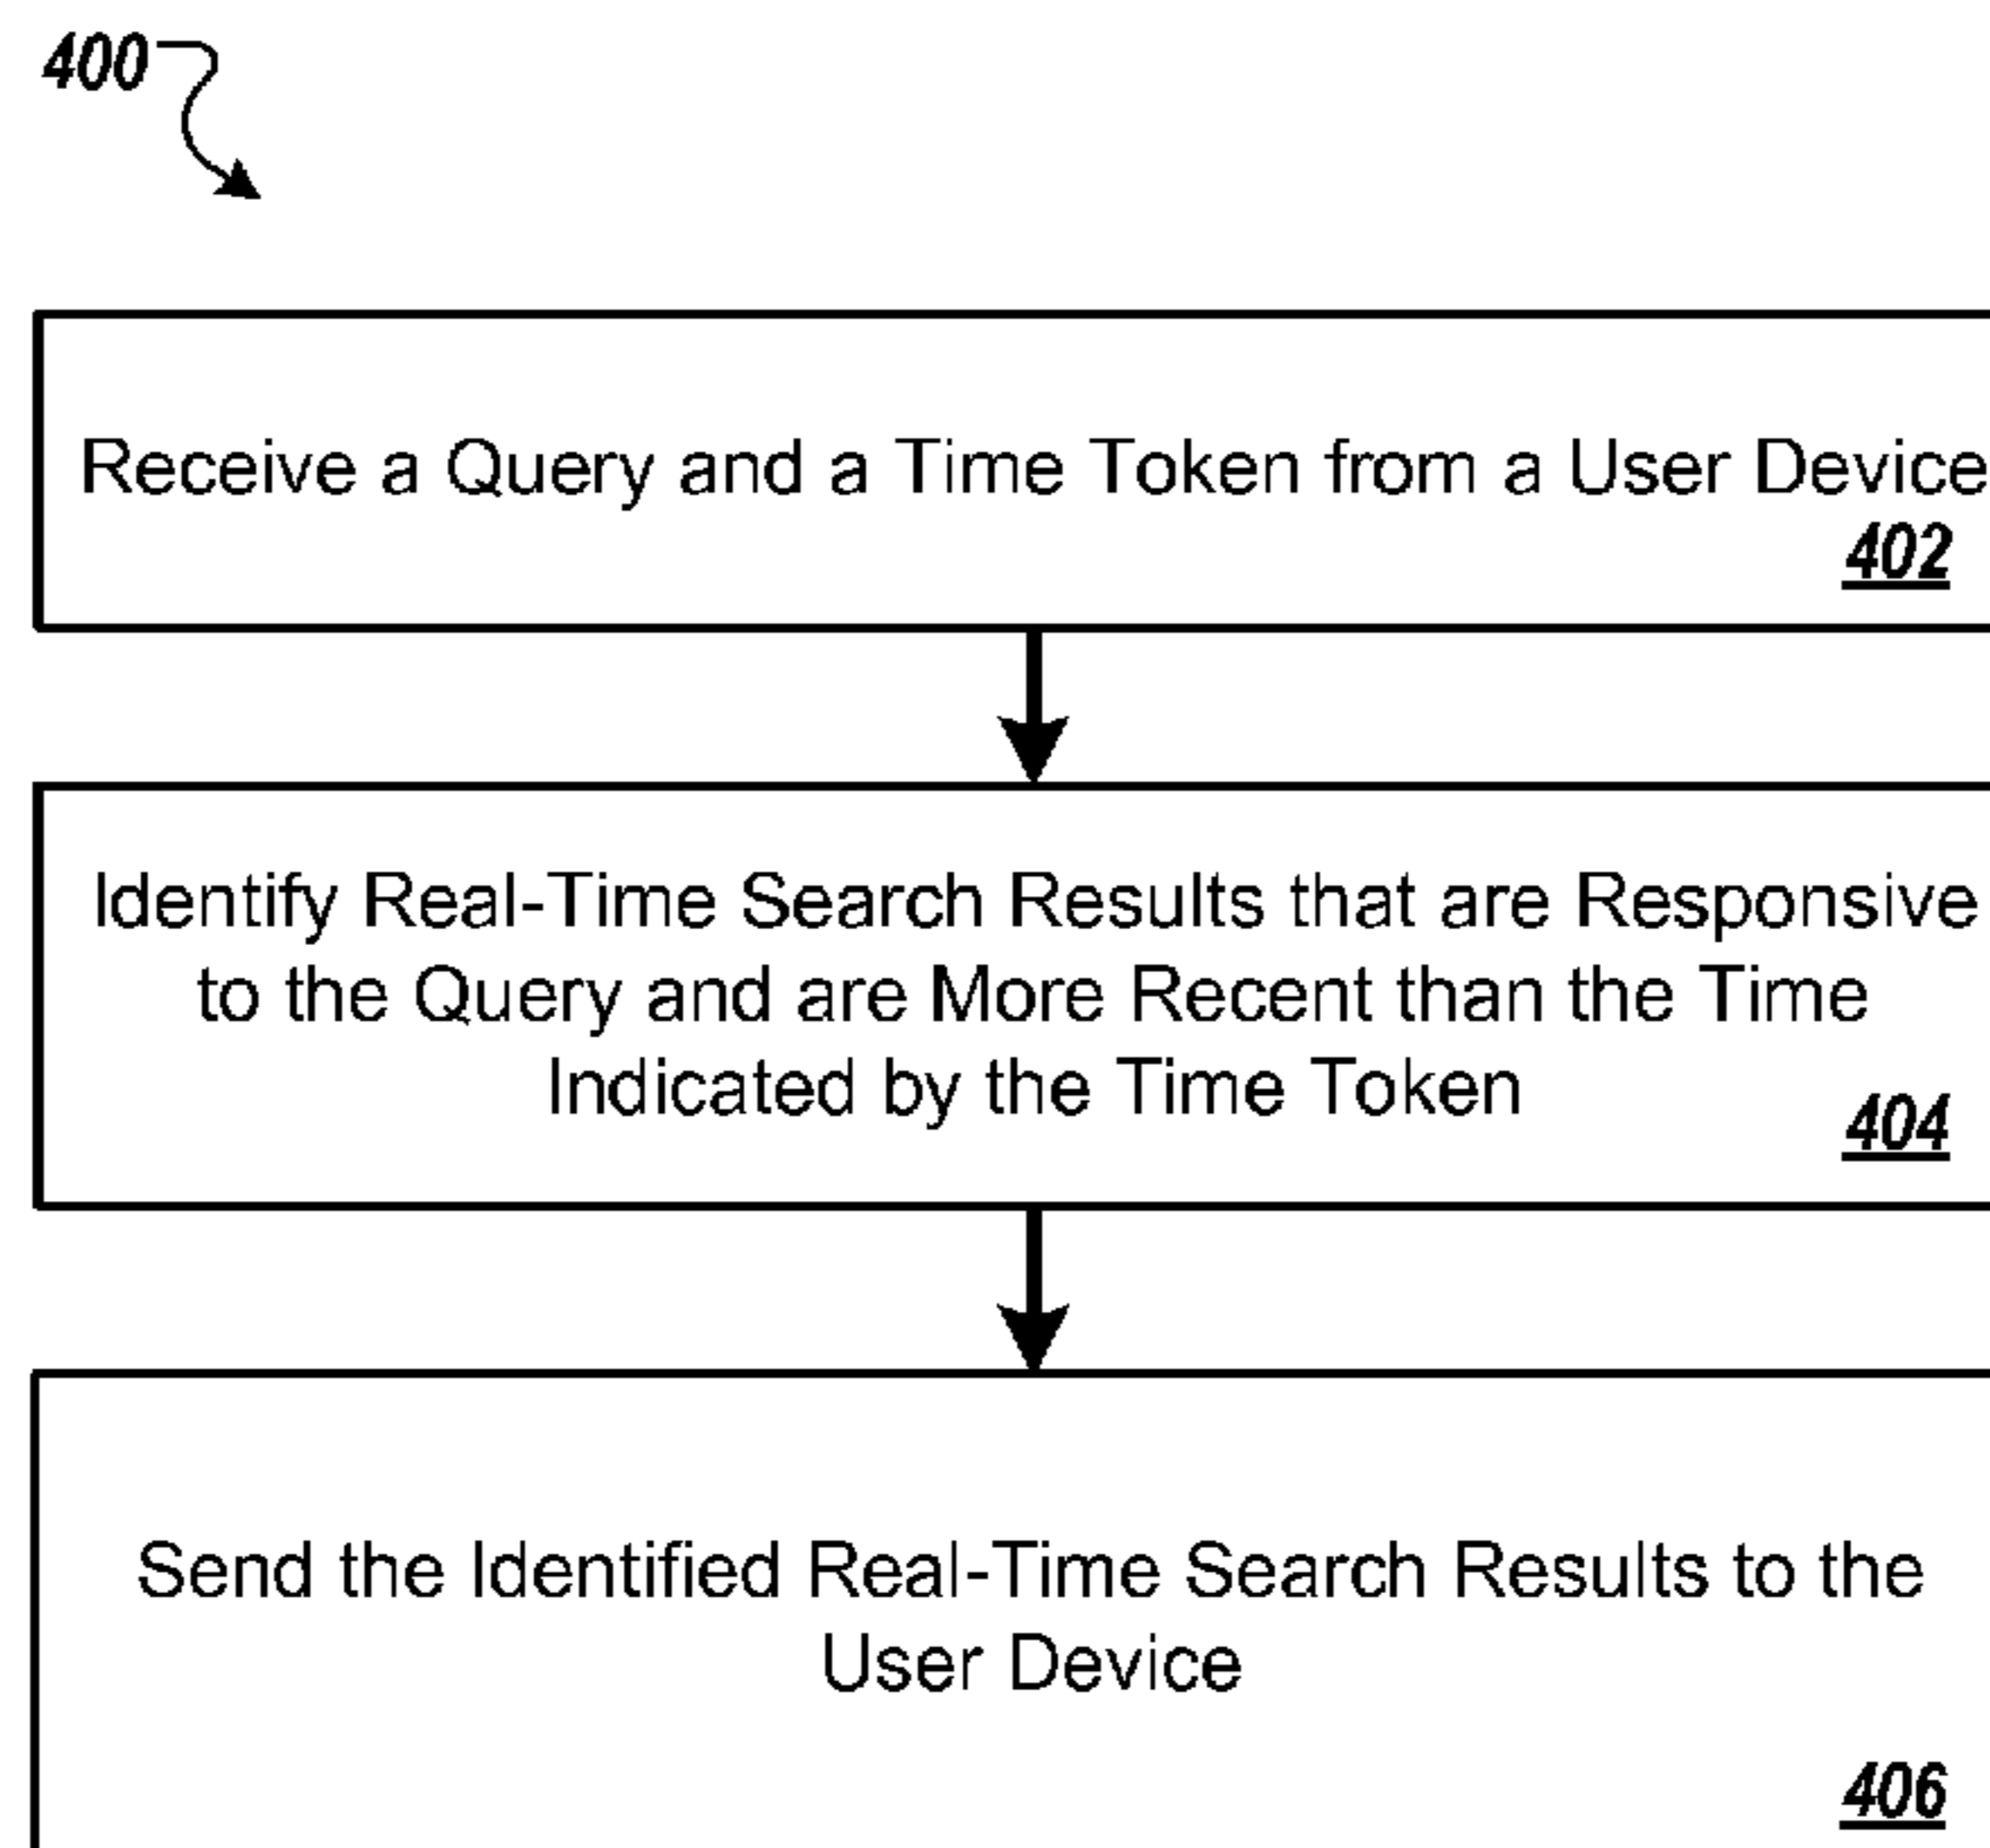 400
Receive a Query and a Time Token from a User Device
402
Identify Real-Time Search Results that are Responsive
to the Query and are More Recent than the Time
Indicated by the Time Token
404
Send the Identified Real-Time Search Results to the
User Device
406